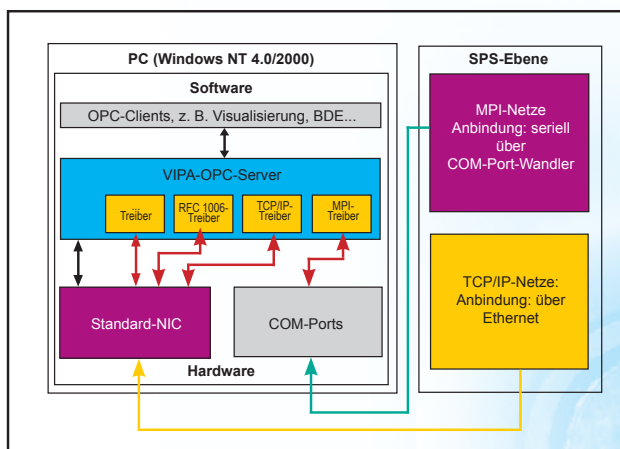 PC (Windows NT 4.0/2000)
Software
OPC-Clients, z. B. Visualisierung, BDE...
VIPA-OPC-Server
...
Treiber
RFC 1006-
Treiber
TCP/IP-
Treiber
MPI-
Treiber
Standard-NIC
COM-Ports
Hardware
SPS-Ebene
MPI-Netze
Anbindung: seriell
über
COM-Port-Wandler
TCP/IP-Netze:
Anbindung: über
Ethernet